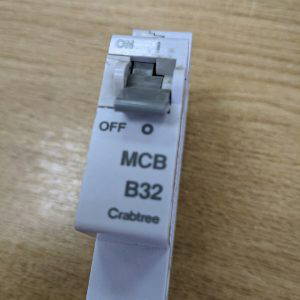 ON I
OFF O
MCB
B32
Crabtree